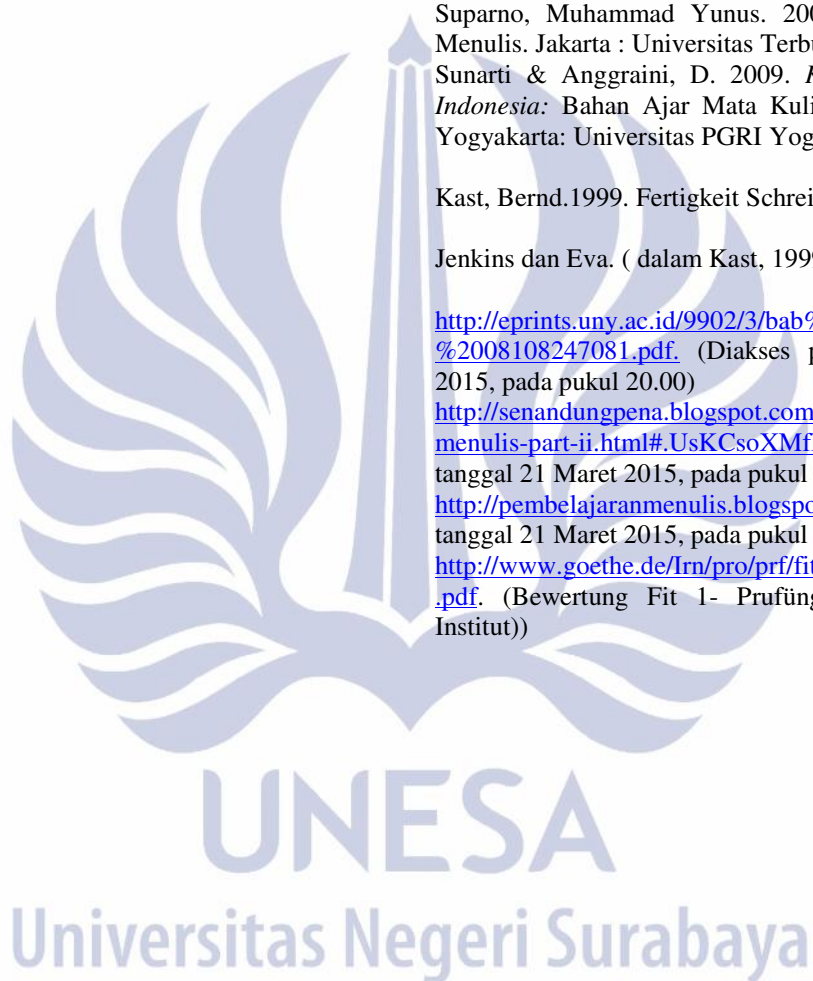 Suparno, Muhammad Yunus. 200
Menulis. Jakarta : Universitas Terbu
Sunarti & Anggraini, D. 2009.
Indonesia: Bahan Ajar Mata Kuli
Yogyakarta: Universitas PGRI Yog
Kast, Bernd.1999. Fertigkeit Schrei
Jenkins dan Eva. ( dalam Kast, 1999
http://eprints.uny.ac.id/9902/3/bab%
%2008108247081.pdf. (Diakses p
2015, pada pukul 20.00)
http://senandungpena.blogspot.com
menulis-part-ii.html#.UsKCsoXMf
tanggal 21 Maret 2015, pada pukul
http://pembelajaranmenulis.blogspo
tanggal 21 Maret 2015, pada pukul
http://www.goethe.de/Irn/pro/prf/fit
.pdf. (Bewertung Fit 1- Prufüng
Institut))
UNESA
Universitas Negeri Surabaya